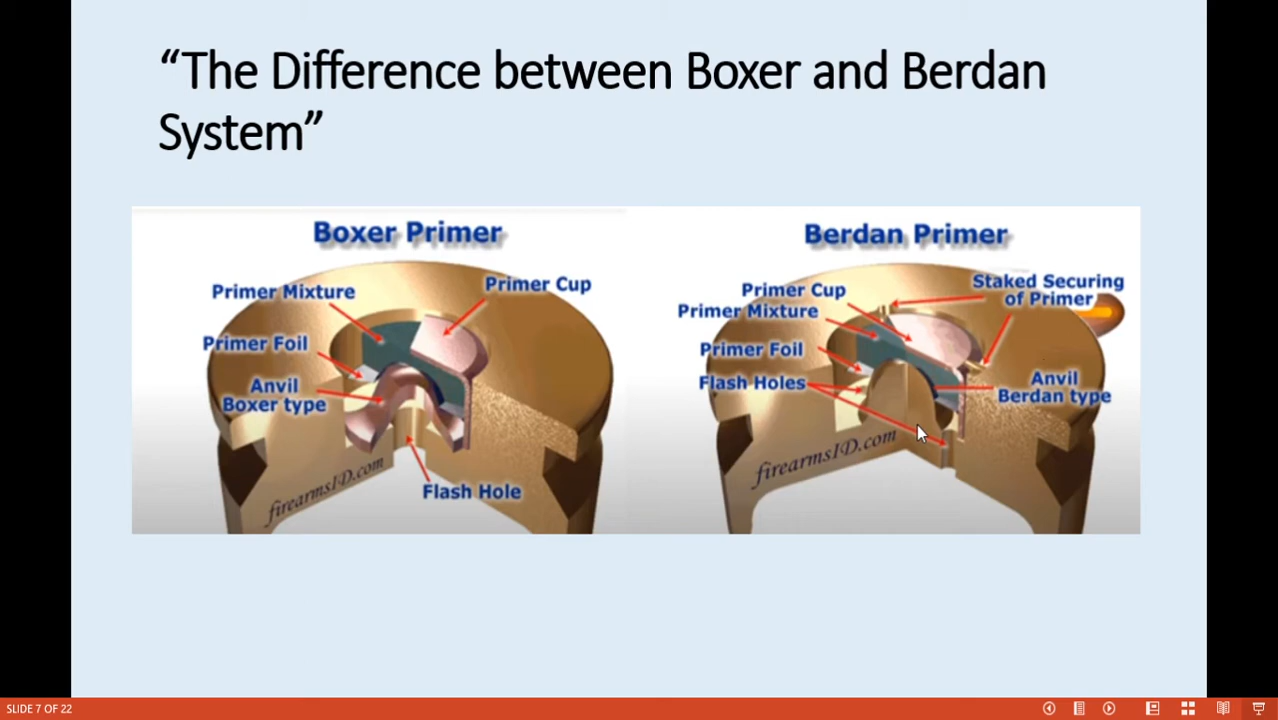 “The Difference between Boxer and Berdan
System”
Boxer Primer
Primer Mixture
Primer Cup
Primer Foil
Anvil
Boxer type
Flash Hole
firearmsID.com
Berdan Primer
Primer Cup
Staked Securing
of Primer
Primer Mixture
Primer Foil
Flash Holes
Anvil
Berdan type
firearmsID.com
SLIDE 7 OF 22